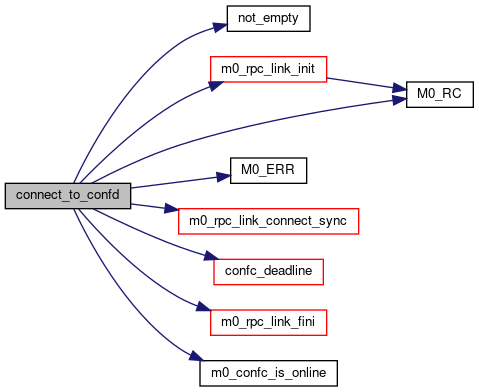 not_empty
m0_rpc_link_init
M0_RC
M0_ERR
connect_to_confd
m0_rpc_link_connect_sync
confc_deadline
m0_rpc_link_fini
m0_confc_is_online